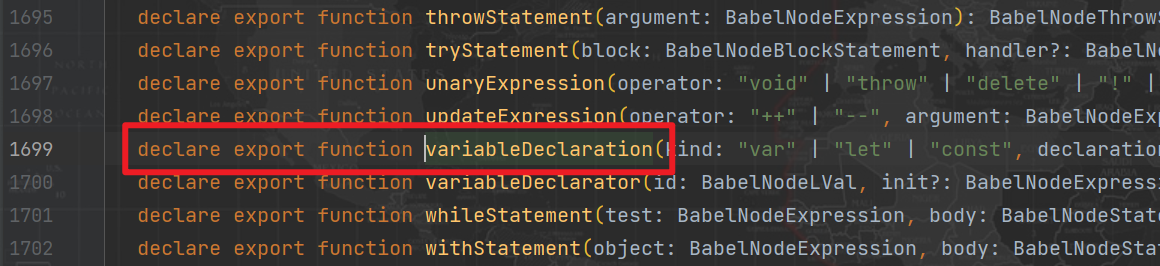 1695 declare export function throwStatement(argument: BabelNodeExpression): BabelNodeThrowS
1696 declare export function tryStatement(block: BabelNodeBlockStatement, handler?: BabelNo
1697 declare export function unaryExpression(operator: "void" | "throw" | "delete" | "!" |
1698 declare export function updateExpression(operator: "++" | "--", argument: BabelNodeExp
1699 declare export function variableDeclaration(kind: "var" | "let" | "const", declaration
1700 declare export function variableDeclarator(id: BabelNodeLVal, init?: BabelNodeExpressi
1701 declare export function whileStatement(test: BabelNodeExpression, body: BabelNodeState
1702 declare export function withStatement(object: BabelNodeExpression, body: BabelNodeStat